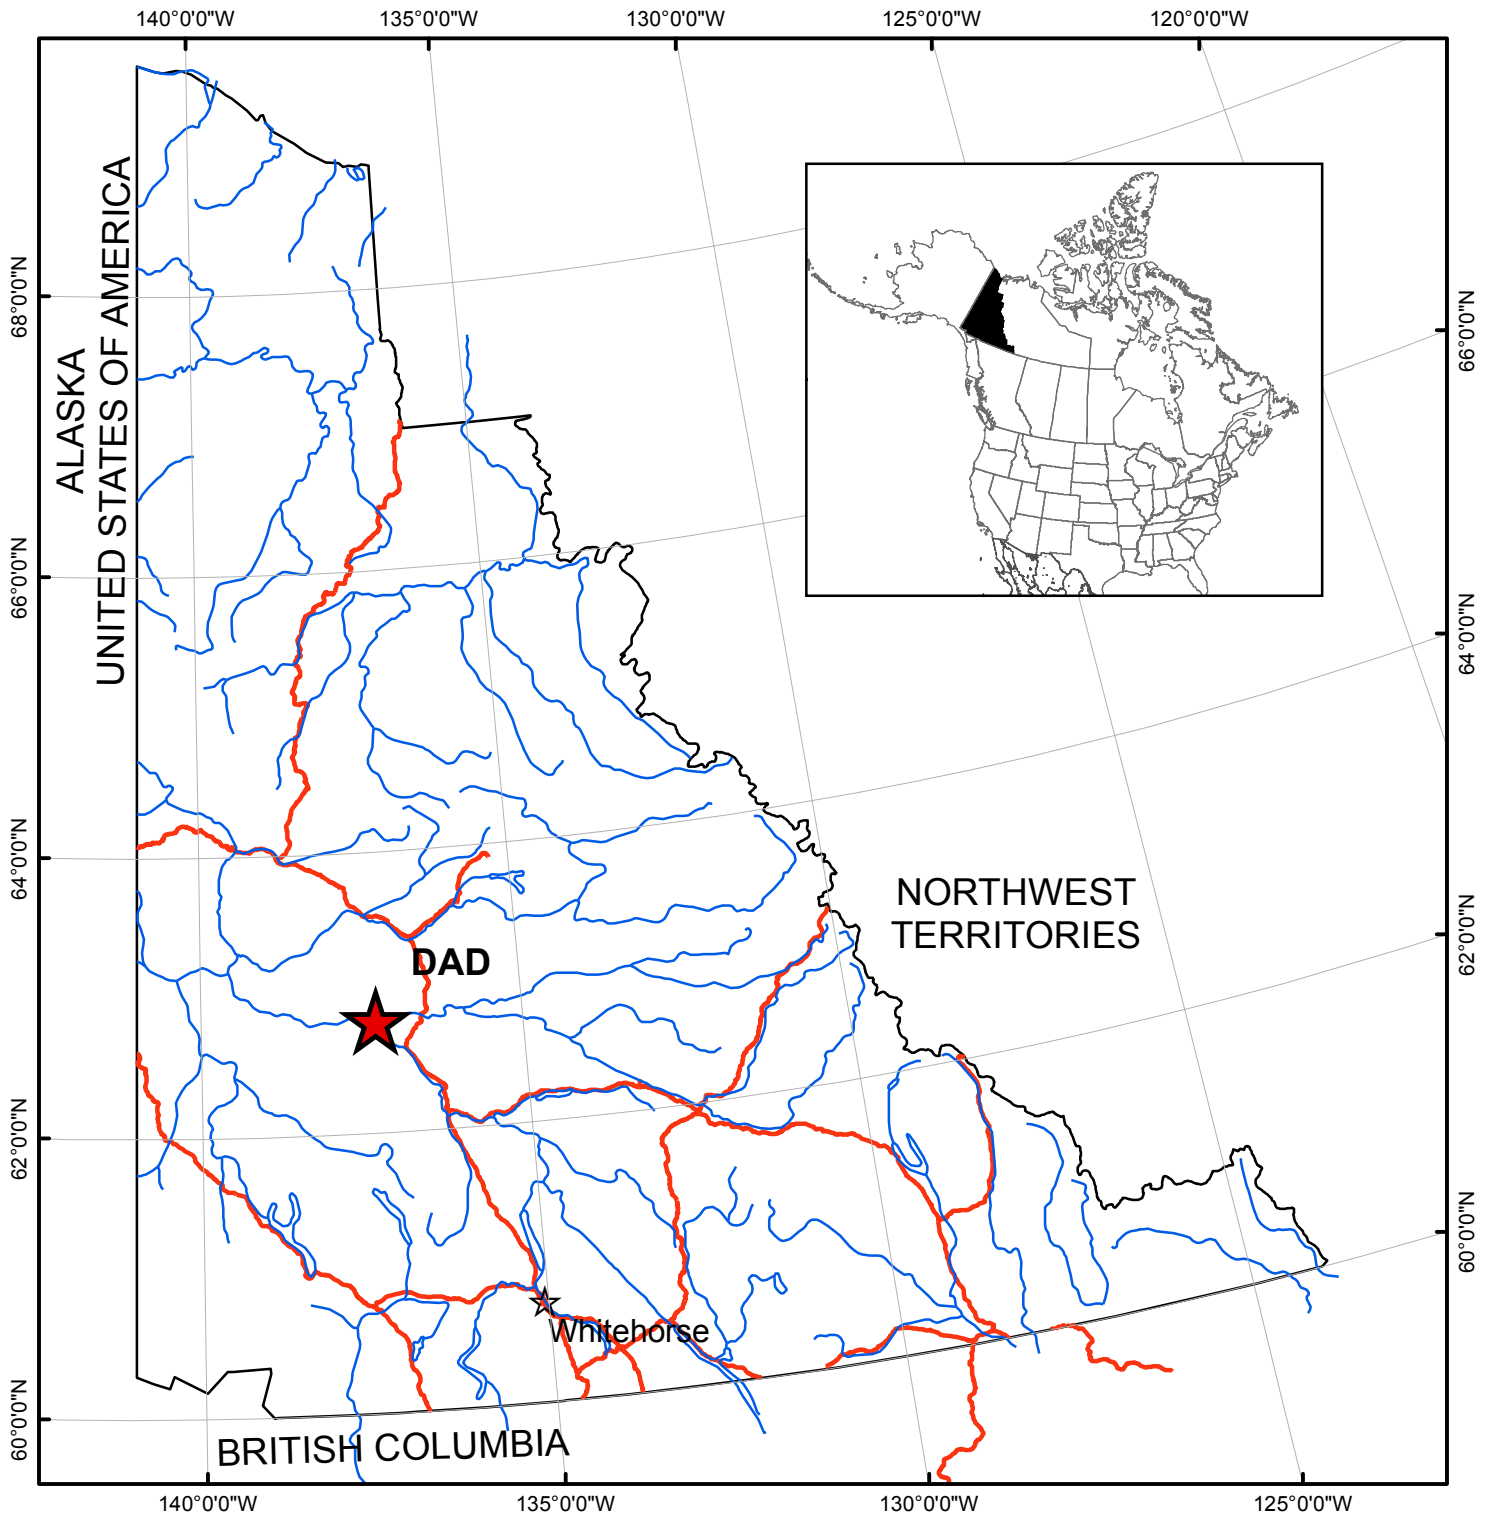 140°0'0"W 135°0'0"W 130°0'0"W 125°0'0"W 120°0'0"W
68°0'0"N
66°0'0"N
64°0'0"N
62°0'0"N
60°0'0"N
ALASKA
UNITED STATES OF AMERICA
NORTHWEST
TERRITORIES
DAD
Whitehorse
BRITISH COLUMBIA
66°0'0"N
64°0'0"N
62°0'0"N
60°0'0"N
140°0'0"W 135°0'0"W 130°0'0"W 125°0'0"W